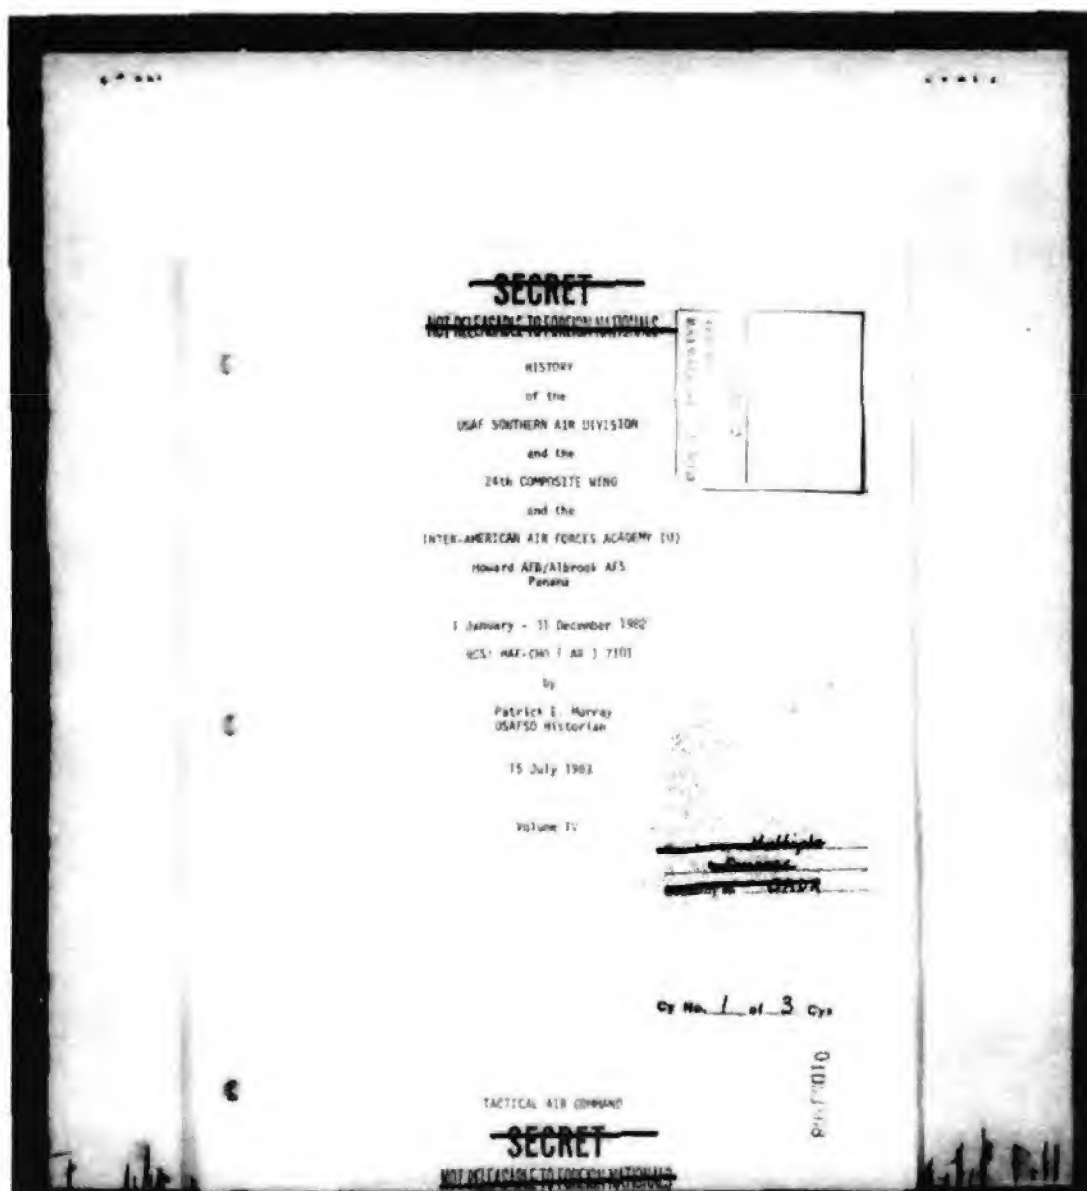 SECRET
NOT RELEASABLE TO FOREIGN NATIONALS
HISTORY
of the
USAF SOUTHERN AIR DIVISION
and the
24th COMPOSITE WING
and the
INTER-AMERICAN AIR FORCES ACADEMY (U)
Howard AFB/Albrook AFS
Panama
1 January - 31 December 1982
RCS: HAF-CHO ( AR ) 7101
by
Patrick E. Murray
USAFSO Historian
15 July 1983
Volume IV
Multiple
Cy No. 1 of 3 Cys
TACTICAL AIR COMMAND
SECRET
NOT RELEASABLE TO FOREIGN NATIONALS